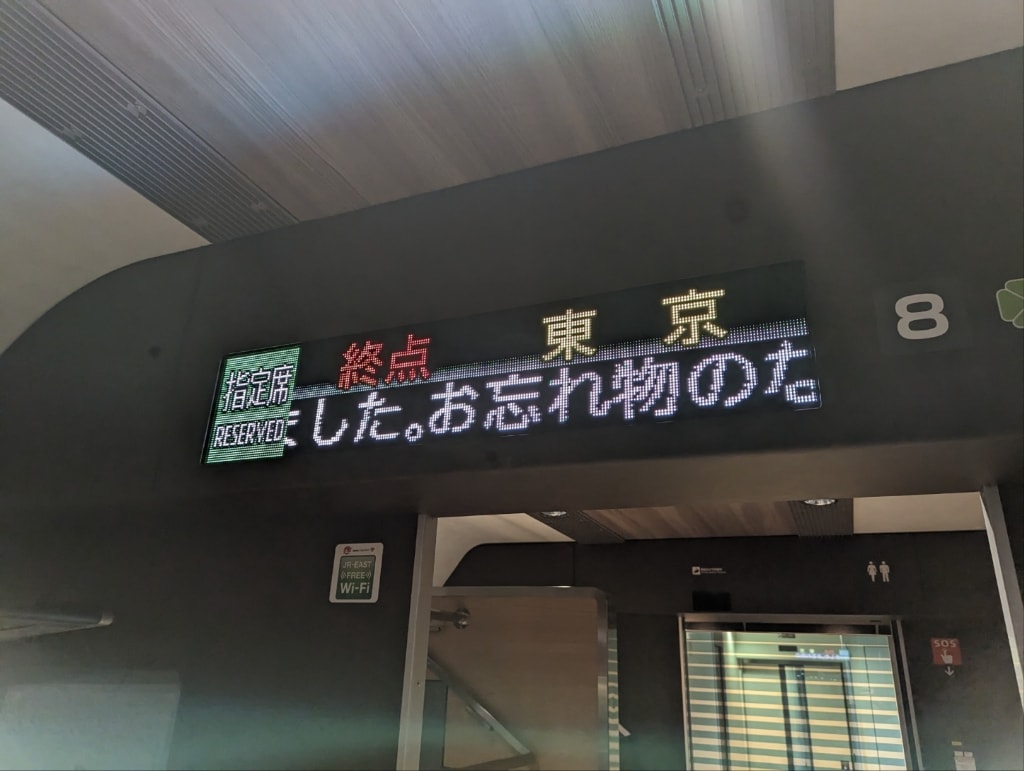 指定席
RESERVED
終点 東京
ました。お忘れ物のな
8
JR-EAST
FREE
Wi-Fi
SOS